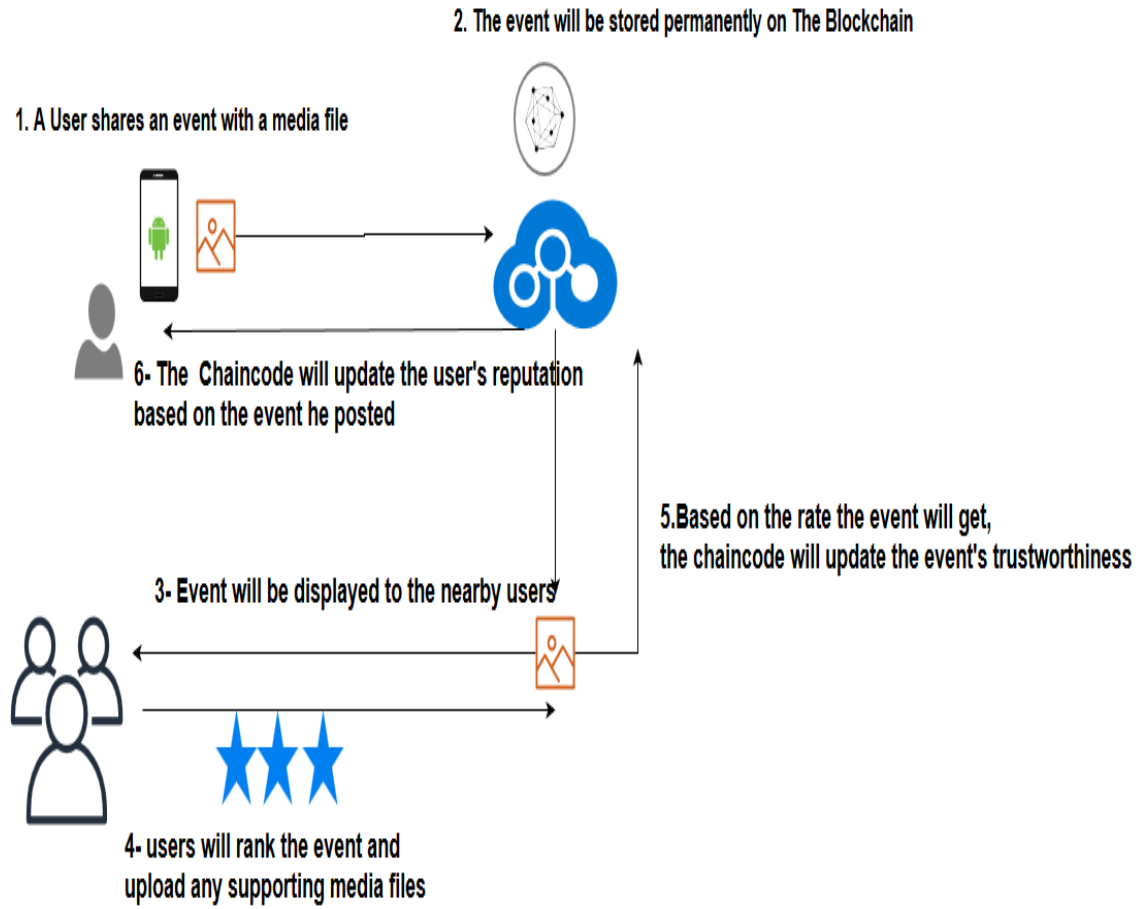 2. The event will be stored permanently on The Blockchain
1. A User shares an event with a media file
6- The Chaincode will update the user's reputation
based on the event he posted
5.Based on the rate the event will get,
the chaincode will update the event's trustworthiness
3- Event will be displayed to the nearby users
4- users will rank the event and
upload any supporting media files